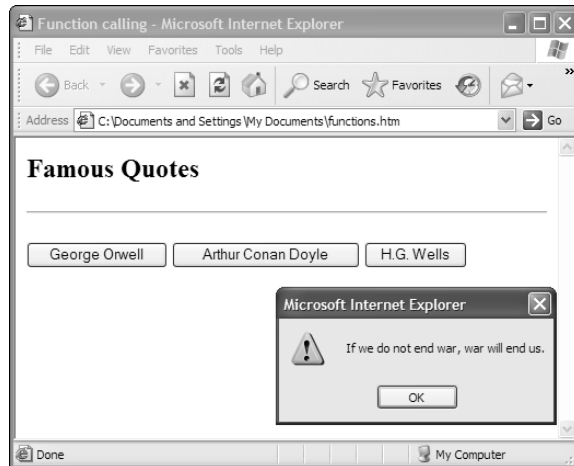 Function calling - Microsoft Internet Explorer
File Edit View Favorites Tools Help
Back Search Favorites
Address C:\Documents and Settings\My Documents\functions.htm Go
Famous Quotes
George Orwell Arthur Conan Doyle H.G. Wells
Microsoft Internet Explorer
If we do not end war, war will end us.
OK
Done My Computer